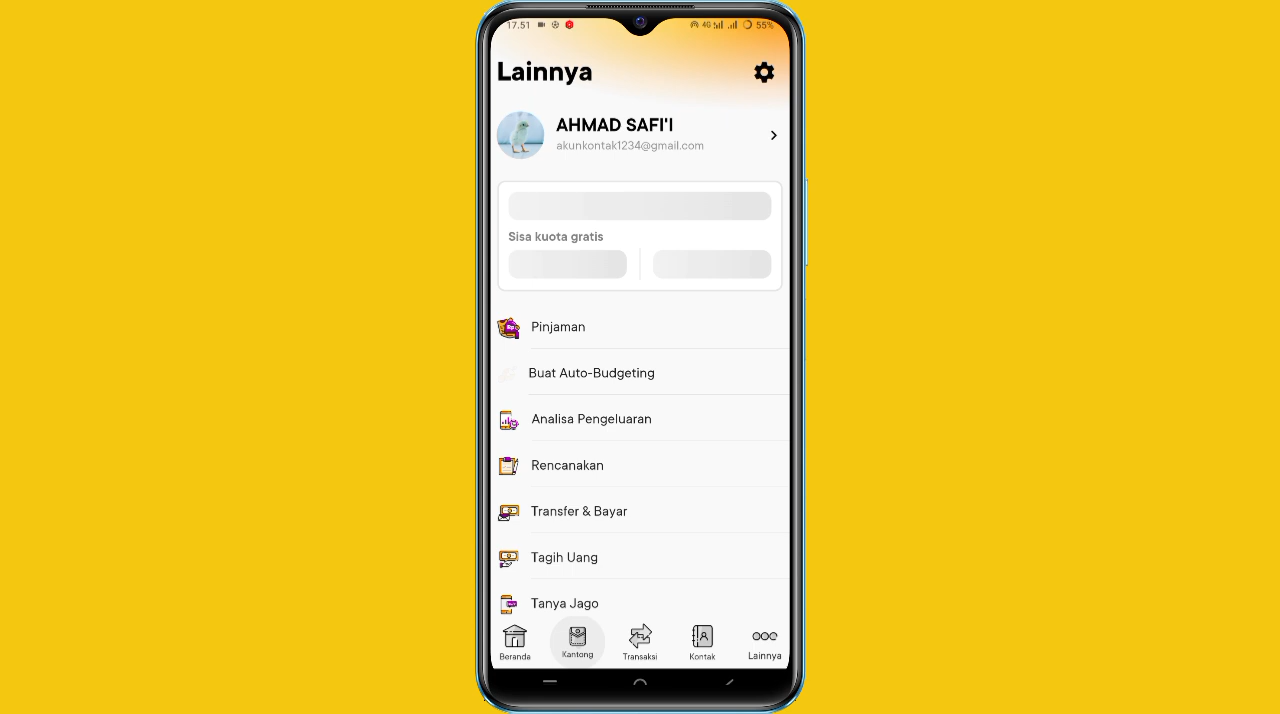 17.51 4G 55%
Lainnya
AHMAD SAFI'I
akunkontak1234@gmail.com
Sisa kuota gratis
Pinjaman
Buat Auto-Budgeting
Analisa Pengeluaran
Rencanakan
Transfer & Bayar
Tagih Uang
Tanya Jago
Beranda Kantong Transaksi Kontak Lainnya